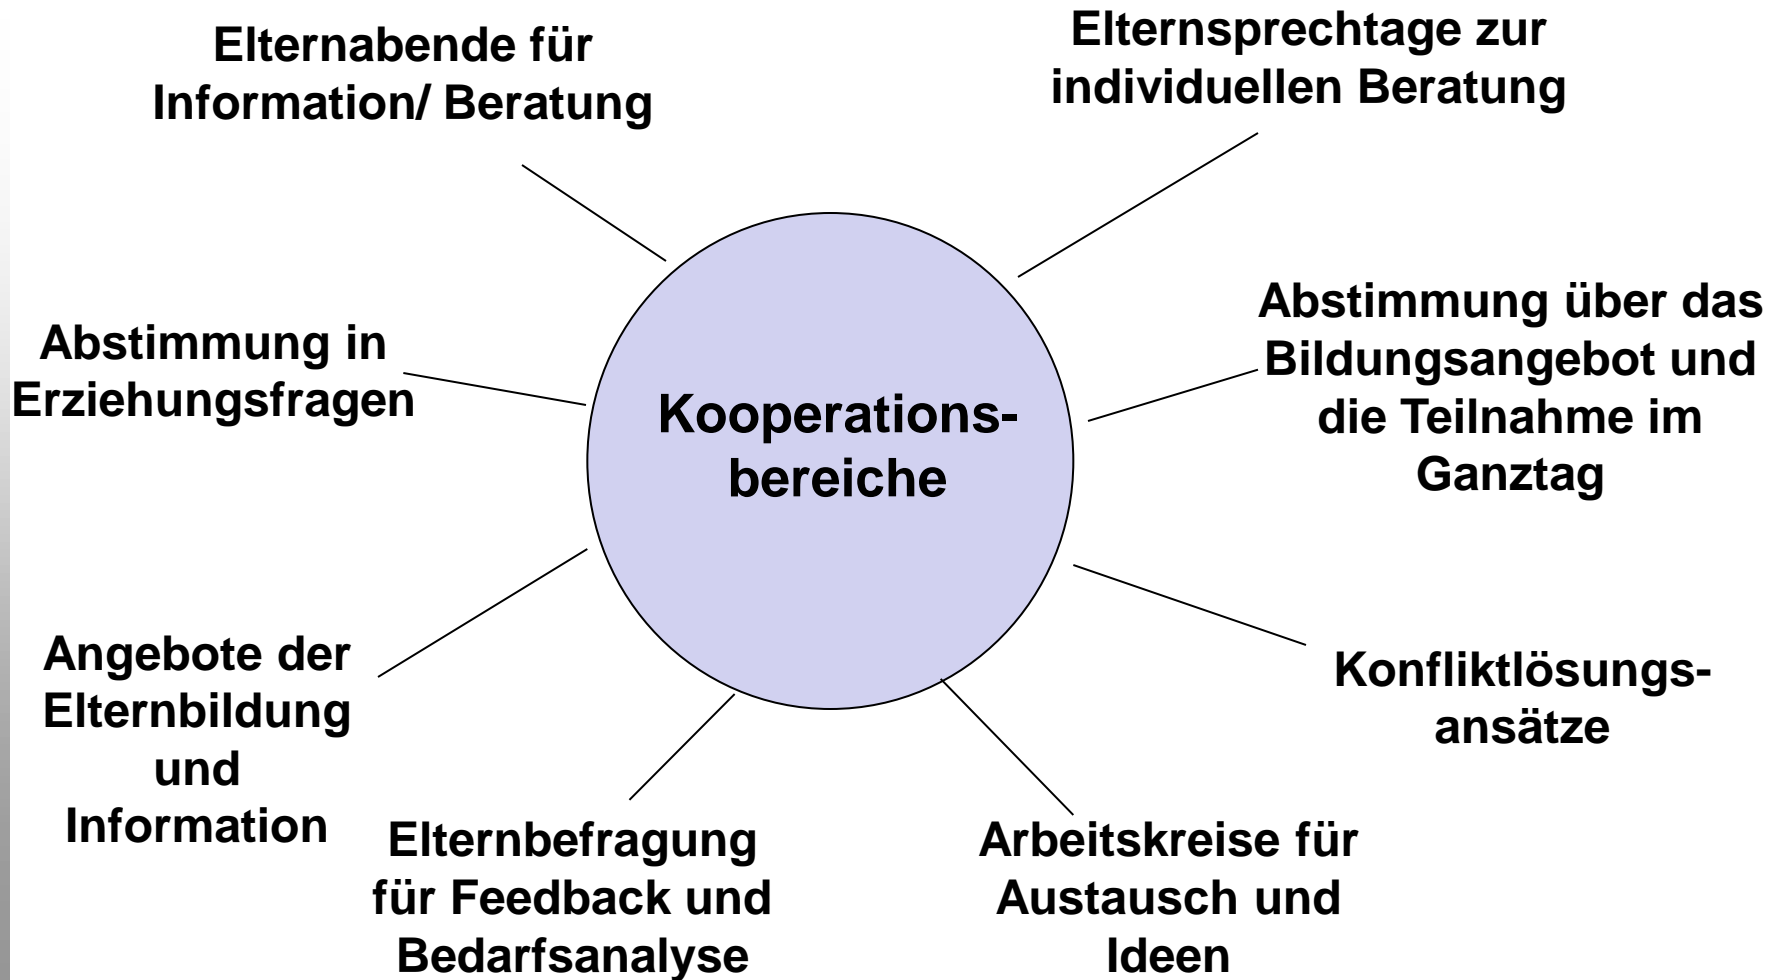 Elternabende für
Information/ Beratung
Elternsprechtage zur
individuellen Beratung
Abstimmung in
Erziehungsfragen
Kooperations-
bereiche
Abstimmung über das
Bildungsangebot und
die Teilnahme im
Ganztag
Angebote der
Elternbildung
und
Information
Konfliktlösungs-
ansätze
Elternbefragung
für Feedback und
Bedarfsanalyse
Arbeitskreise für
Austausch und
Ideen